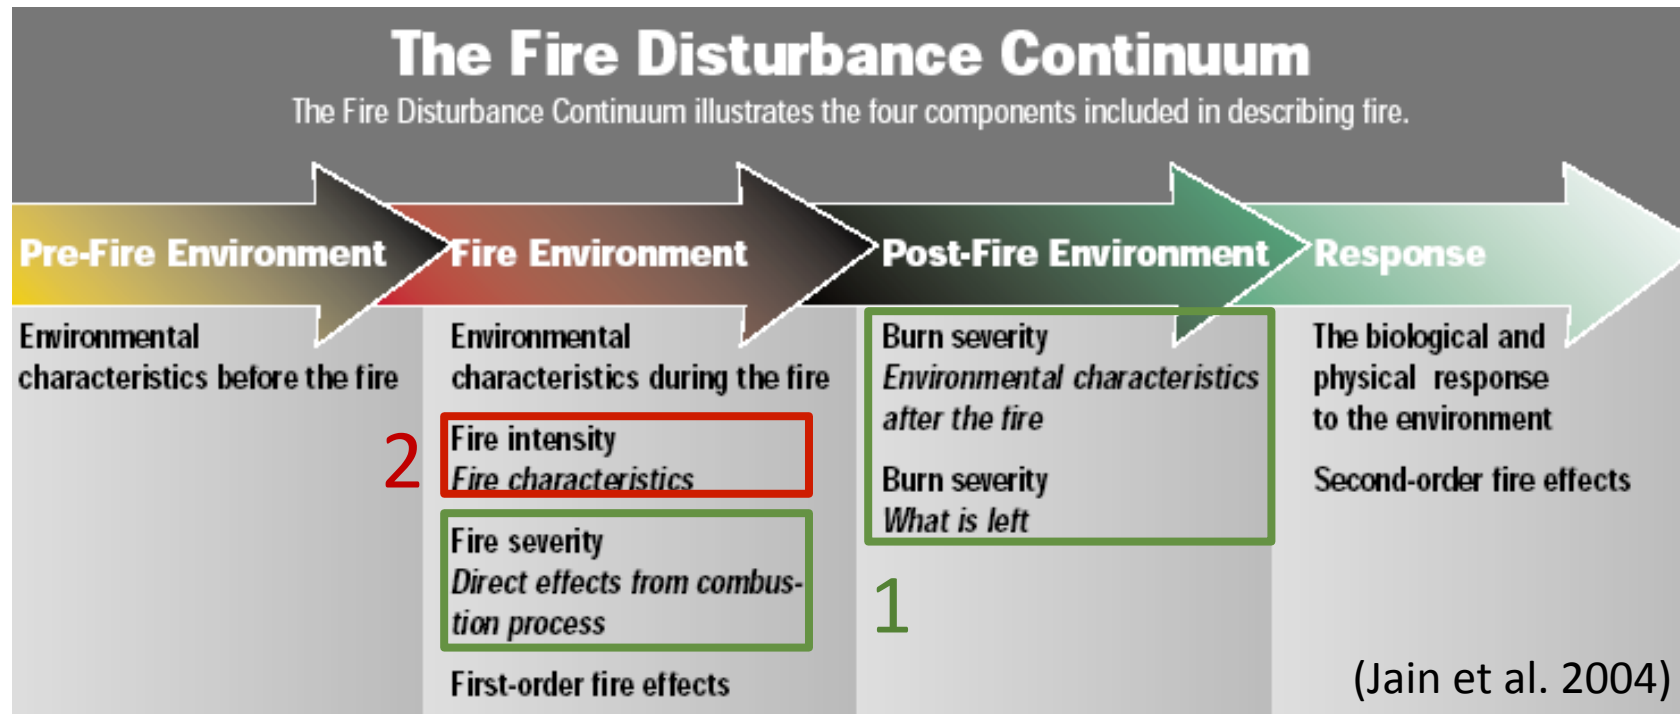 The Fire Disturbance Continuum
The Fire Disturbance Continuum illustrates the four components included in describing fire.
Pre-Fire Environment
Environmental
characteristics before the fire
Fire Environment
Environmental
characteristics during the fire
2
Fire intensity
Fire characteristics
Fire severity
Direct effects from combus-
tion process
First-order fire effects
Post-Fire Environment
Burn severity
Environmental characteristics
after the fire
Burn severity
What is left
1
Response
The biological and
physical response
to the environment
Second-order fire effects
(Jain et al. 2004)